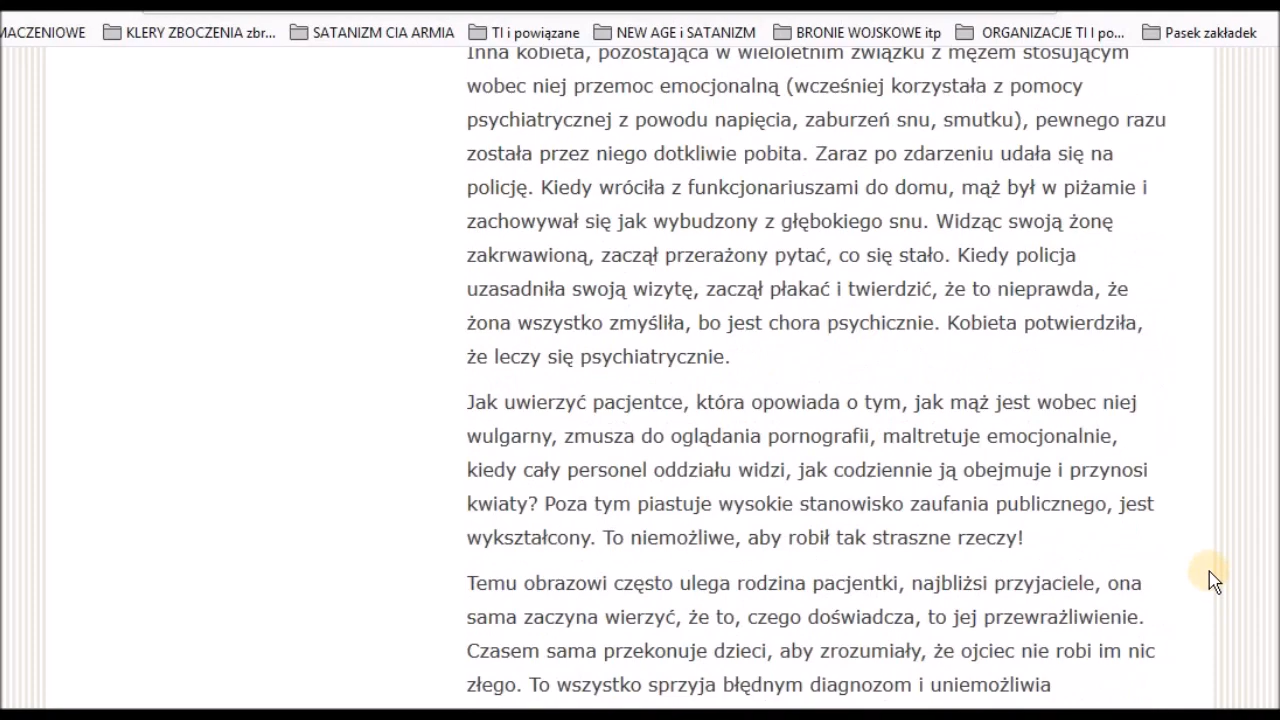 MACZENIOWE KLERY ZBOCZENIA zbr... SATANIZM CIA ARMIA TI i powiązane NEW AGE i SATANIZM BRONIE WOJSKOWE itp ORGANIZACJE TI I po... Pasek zakładek
Inna kobieta, pozostająca w wieloletnim związku z mężem stosującym
wobec niej przemoc emocjonalną (wcześniej korzystała z pomocy
psychiatrycznej z powodu napięcia, zaburzeń snu, smutku), pewnego razu
została przez niego dotkliwie pobita. Zaraz po zdarzeniu udała się na
policję. Kiedy wróciła z funkcjonariuszami do domu, mąż był w piżamie i
zachowywał się jak wybudzony z głębokiego snu. Widząc swoją żonę
zakrwawioną, zaczął przerażony pytać, co się stało. Kiedy policja
uzasadniła swoją wizytę, zaczął płakać i twierdzić, że to nieprawda, że
żona wszystko zmyśliła, bo jest chora psychicznie. Kobieta potwierdziła,
że leczy się psychiatrycznie.
Jak uwierzyć pacjentce, która opowiada o tym, jak mąż jest wobec niej
wulgarny, zmusza do oglądania pornografii, maltretuje emocjonalnie,
kiedy cały personel oddziału widzi, jak codziennie ją obejmuje i przynosi
kwiaty? Poza tym piastuje wysokie stanowisko zaufania publicznego, jest
wykształcony. To niemożliwe, aby robił tak straszne rzeczy!
Temu obrazowi często ulega rodzina pacjentki, najbliżsi przyjaciele, ona
sama zaczyna wierzyć, że to, czego doświadcza, to jej przewrażliwienie.
Czasem sama przekonuje dzieci, aby zrozumiały, że ojciec nie robi im nic
złego. To wszystko sprzyja błędnym diagnozom i uniemożliwia